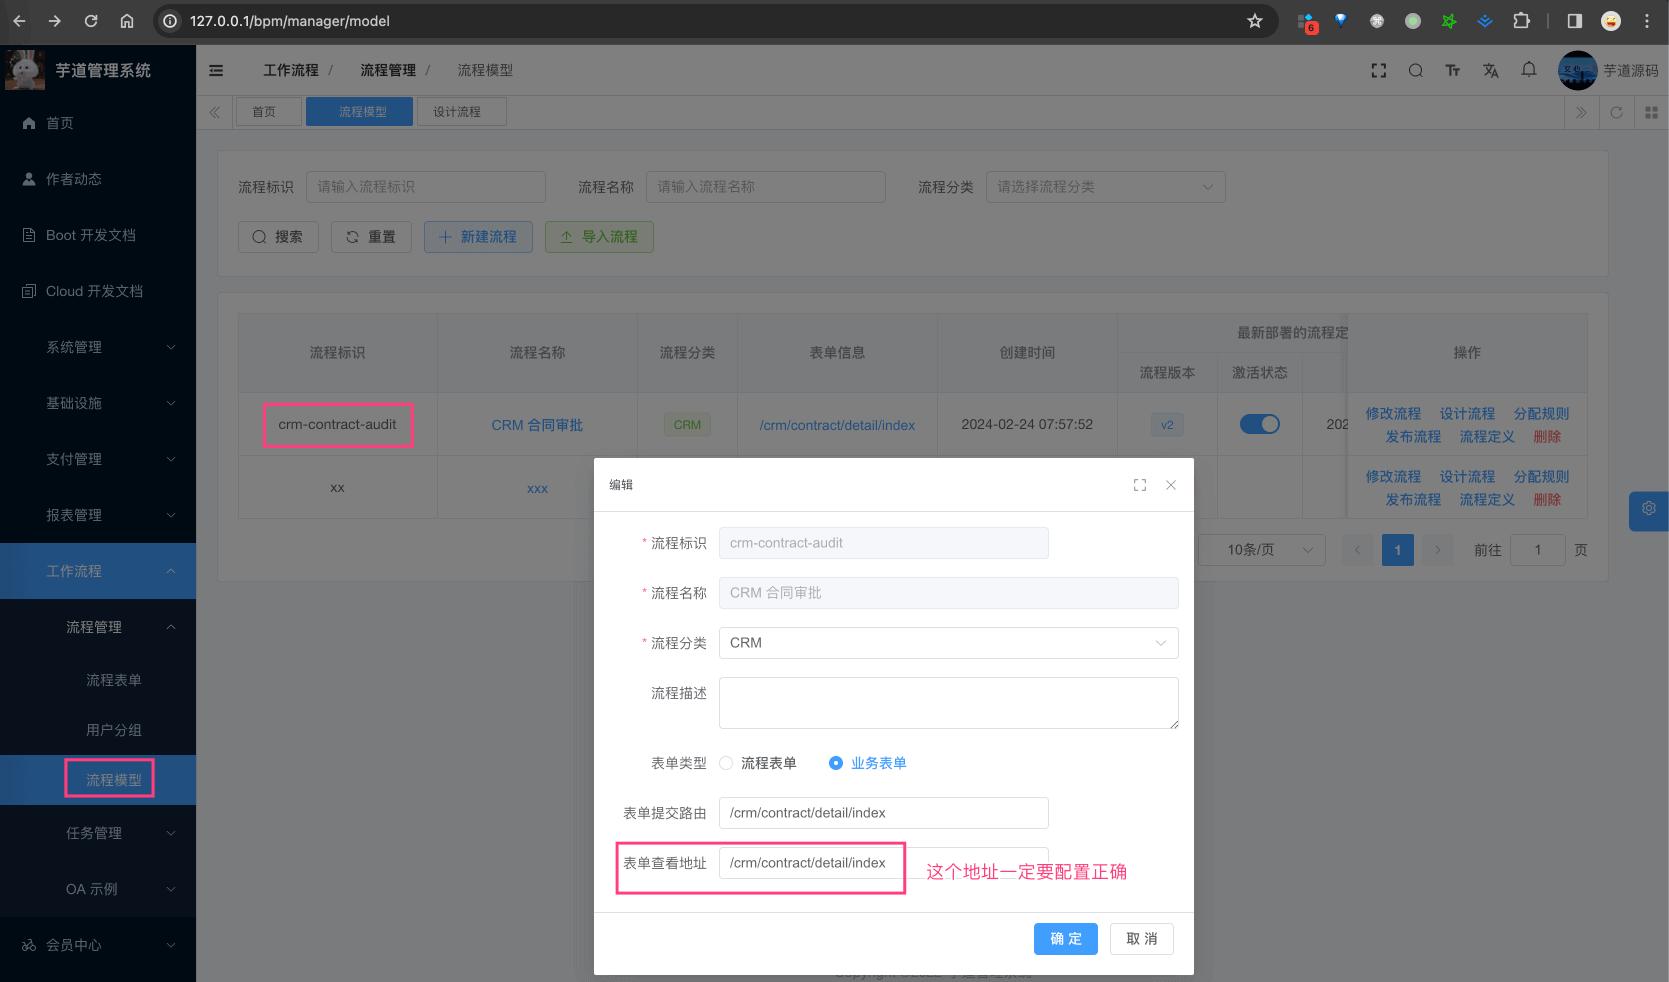 127.0.0.1/bpm/manager/model
6
芋道管理系统
工作流程 / 流程管理 / 流程模型
芋道源码
首页
流程模型
设计流程
首页
作者动态
Boot 开发文档
Cloud 开发文档
系统管理
基础设施
支付管理
报表管理
工作流程
流程管理
流程表单
用户分组
流程模型
任务管理
OA 示例
会员中心
流程标识 请输入流程标识 流程名称 请输入流程名称 流程分类 请选择流程分类
搜索 重置 新建流程 导入流程
流程标识 流程名称 流程分类 表单信息 创建时间 最新部署的流程定 操作
流程版本 激活状态
crm-contract-audit CRM 合同审批 CRM /crm/contract/detail/index 2024-02-24 07:57:52 v2 202
修改流程 设计流程 分配规则
发布流程 流程定义 删除
xx xxx
修改流程 设计流程 分配规则
发布流程 流程定义 删除
10条/页 1 前往 1 页
编辑
* 流程标识 crm-contract-audit
* 流程名称 CRM 合同审批
* 流程分类 CRM
流程描述
表单类型 流程表单 业务表单
表单提交路由 /crm/contract/detail/index
表单查看地址 /crm/contract/detail/index 这个地址一定要配置正确
确 定 取 消